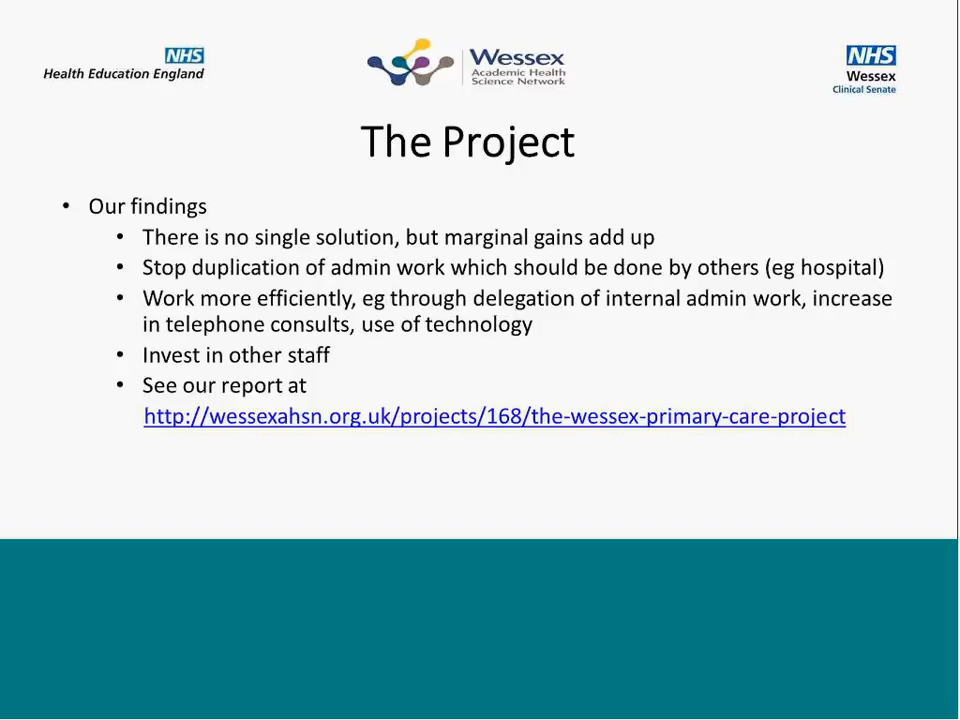 NHS
Health Education England
Wessex
Academic Health
Science Network
NHS
Wessex
Clinical Senate
The Project
• Our findings
• There is no single solution, but marginal gains add up
• Stop duplication of admin work which should be done by others (eg hospital)
• Work more efficiently, eg through delegation of internal admin work, increase
in telephone consults, use of technology
• Invest in other staff
• See our report at
http://wessexahsn.org.uk/projects/168/the-wessex-primary-care-project